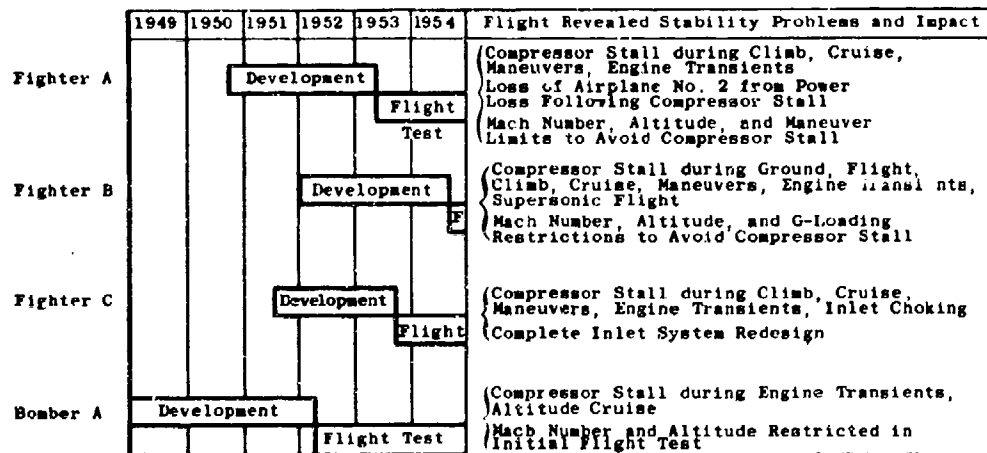 1949 1950 1951 1952 1953 1954 Flight Revealed Stability Problems and Impact
Fighter A
Development
Flight
Test
Compressor Stall during Climb, Cruise,
Maneuvers, Engine Transients
Loss of Airplane No. 2 from Power
Loss Following Compressor Stall
Mach Number, Altitude, and Maneuver
Limits to Avoid Compressor Stall
Fighter B
Development
F
Compressor Stall during Ground, Flight,
Climb, Cruise, Maneuvers, Engine
Supersonic Flight
Mach Number, Altitude, and G-Loading
Restrictions to Avoid Compressor Stall
Fighter C
Development
Flight
Compressor Stall during Climb, Cruise,
Maneuvers, Engine Transients, Inlet Choking
Complete Inlet System Redesign
Bomber A
Development
Flight Test
Compressor Stall during Engine Transients,
Altitude Cruise
Mach Number and Altitude Restricted in
Initial Flight Test